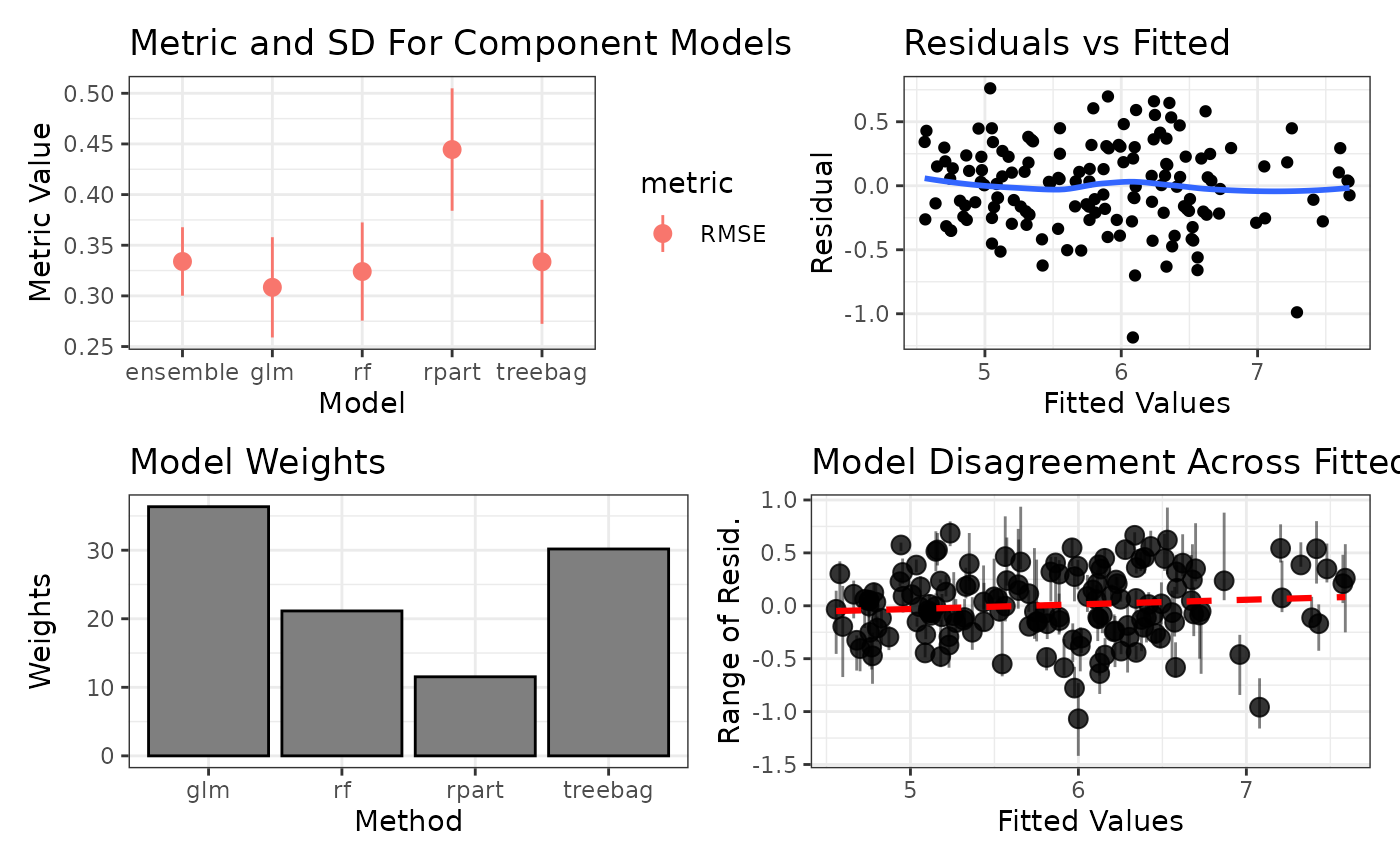 Metric and SD For Component Models
Metric Value
0.50
0.45
0.40
0.35
0.30
0.25
ensemble glm rf rpart treebag
Model
metric
RMSE
Residuals vs Fitted
Residual
0.5
0.0
-0.5
-1.0
5 6 7
Fitted Values
Model Weights
Weights
30
20
10
0
glm rf rpart treebag
Method
Model Disagreement Across Fitted
Range of Resid.
1.0
0.5
0.0
-0.5
-1.0
-1.5
5 6 7
Fitted Values